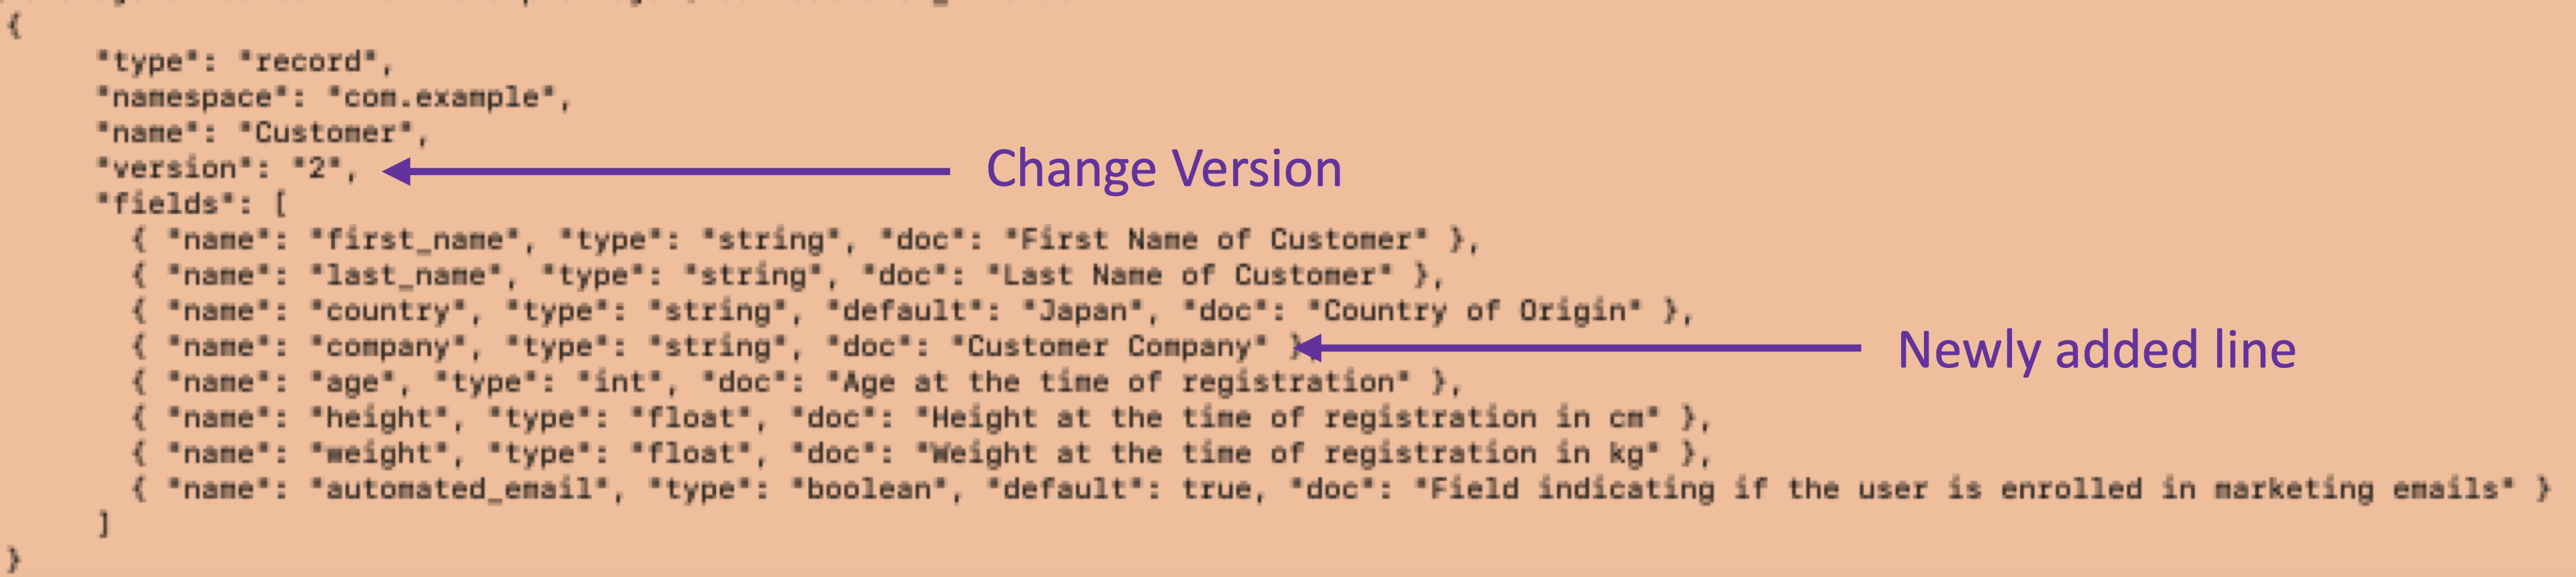 {
"type": "record",
"namespace": "com.example",
"name": "Customer",
"version": "2",
Change Version
"fields": [
{ "name": "first_name", "type": "string", "doc": "First Name of Customer" },
{ "name": "last_name", "type": "string", "doc": "Last Name of Customer" },
{ "name": "country", "type": "string", "default": "Japan", "doc": "Country of Origin" },
{ "name": "company", "type": "string", "doc": "Customer Company" },
Newly added line
{ "name": "age", "type": "int", "doc": "Age at the time of registration" },
{ "name": "height", "type": "float", "doc": "Height at the time of registration in cm" },
{ "name": "weight", "type": "float", "doc": "Weight at the time of registration in kg" },
{ "name": "automated_email", "type": "boolean", "default": true, "doc": "Field indicating if the user is enrolled in marketing emails" }
]
}